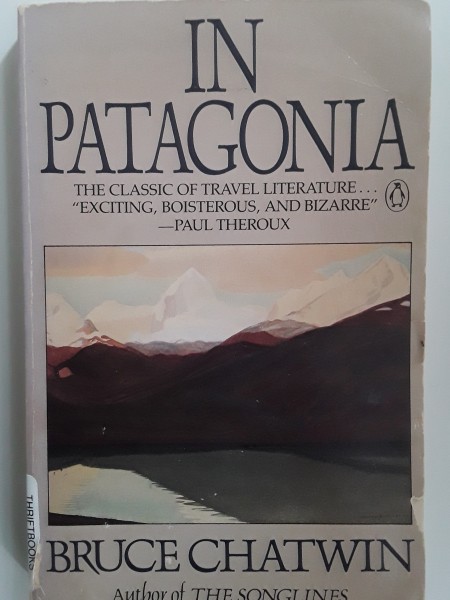 IN
PATAGONIA
THE CLASSIC OF TRAVEL LITERATURE...
"EXCITING, BOISTEROUS, AND BIZARRE"
—PAUL THEROUX
THRIFTBOOKS
BRUCE CHATWIN
Author of THE SONGLINES